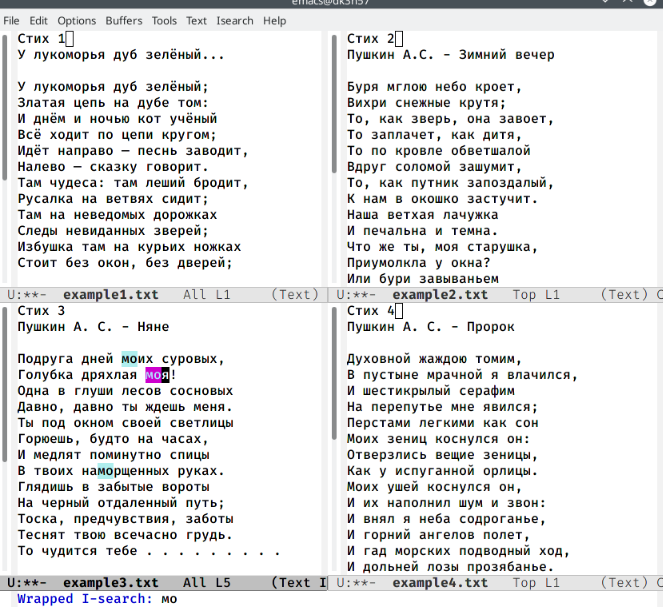 emacs@dk3n57
File Edit Options Buffers Tools Text Isearch Help
Стих 1
У лукоморья дуб зелёный...
У лукоморья дуб зелёный;
Златая цепь на дубе том:
И днём и ночью кот учёный
Всё ходит по цепи кругом;
Идёт направо — песнь заводит,
Налево — сказку говорит.
Там чудеса: там леший бродит,
Русалка на ветвях сидит;
Там на неведомых дорожках
Следы невиданных зверей;
Избушка там на курьих ножках
Стоит без окон, без дверей;
U:**- example1.txt All L1 (Text)
Стих 2
Пушкин А.С. - Зимний вечер
Буря мглою небо кроет,
Вихри снежные крутя;
То, как зверь, она завоет,
То заплачет, как дитя,
То по кровле обветшалой
Вдруг соломой зашумит,
То, как путник запоздалый,
К нам в окошко застучит.
Наша ветхая лачужка
И печальна и темна.
Что же ты, моя старушка,
Приумолкла у окна?
Или бури завываньем
U:**- example2.txt Top L1 (Text) C
Стих 3
Пушкин А. С. - Няне
Подруга дней моих суровых,
Голубка дряхлая моя!
Одна в глуши лесов сосновых
Давно, давно ты ждешь меня.
Ты под окном своей светлицы
Горюешь, будто на часах,
И медлят поминутно спицы
В твоих наморщенных руках.
Глядишь в забытые вороты
На черный отдаленный путь;
Тоска, предчувствия, заботы
Теснят твою всечасно грудь.
То чудится тебе . . . . . . . . .
U:**- example3.txt All L5 (Text I
Стих 4
Пушкин А. С. - Пророк
Духовной жаждою томим,
В пустыне мрачной я влачился,
И шестикрылый серафим
На перепутье мне явился;
Перстами легкими как сон
Моих зениц коснулся он:
Отверзлись вещие зеницы,
Как у испуганной орлицы.
Моих ушей коснулся он,
И их наполнил шум и звон:
И внял я неба содроганье,
И горний ангелов полет,
И гад морских подводный ход,
И дольней лозы прозябанье.
U:**- example4.txt Top L1 (Text) C
Wrapped I-search: мо